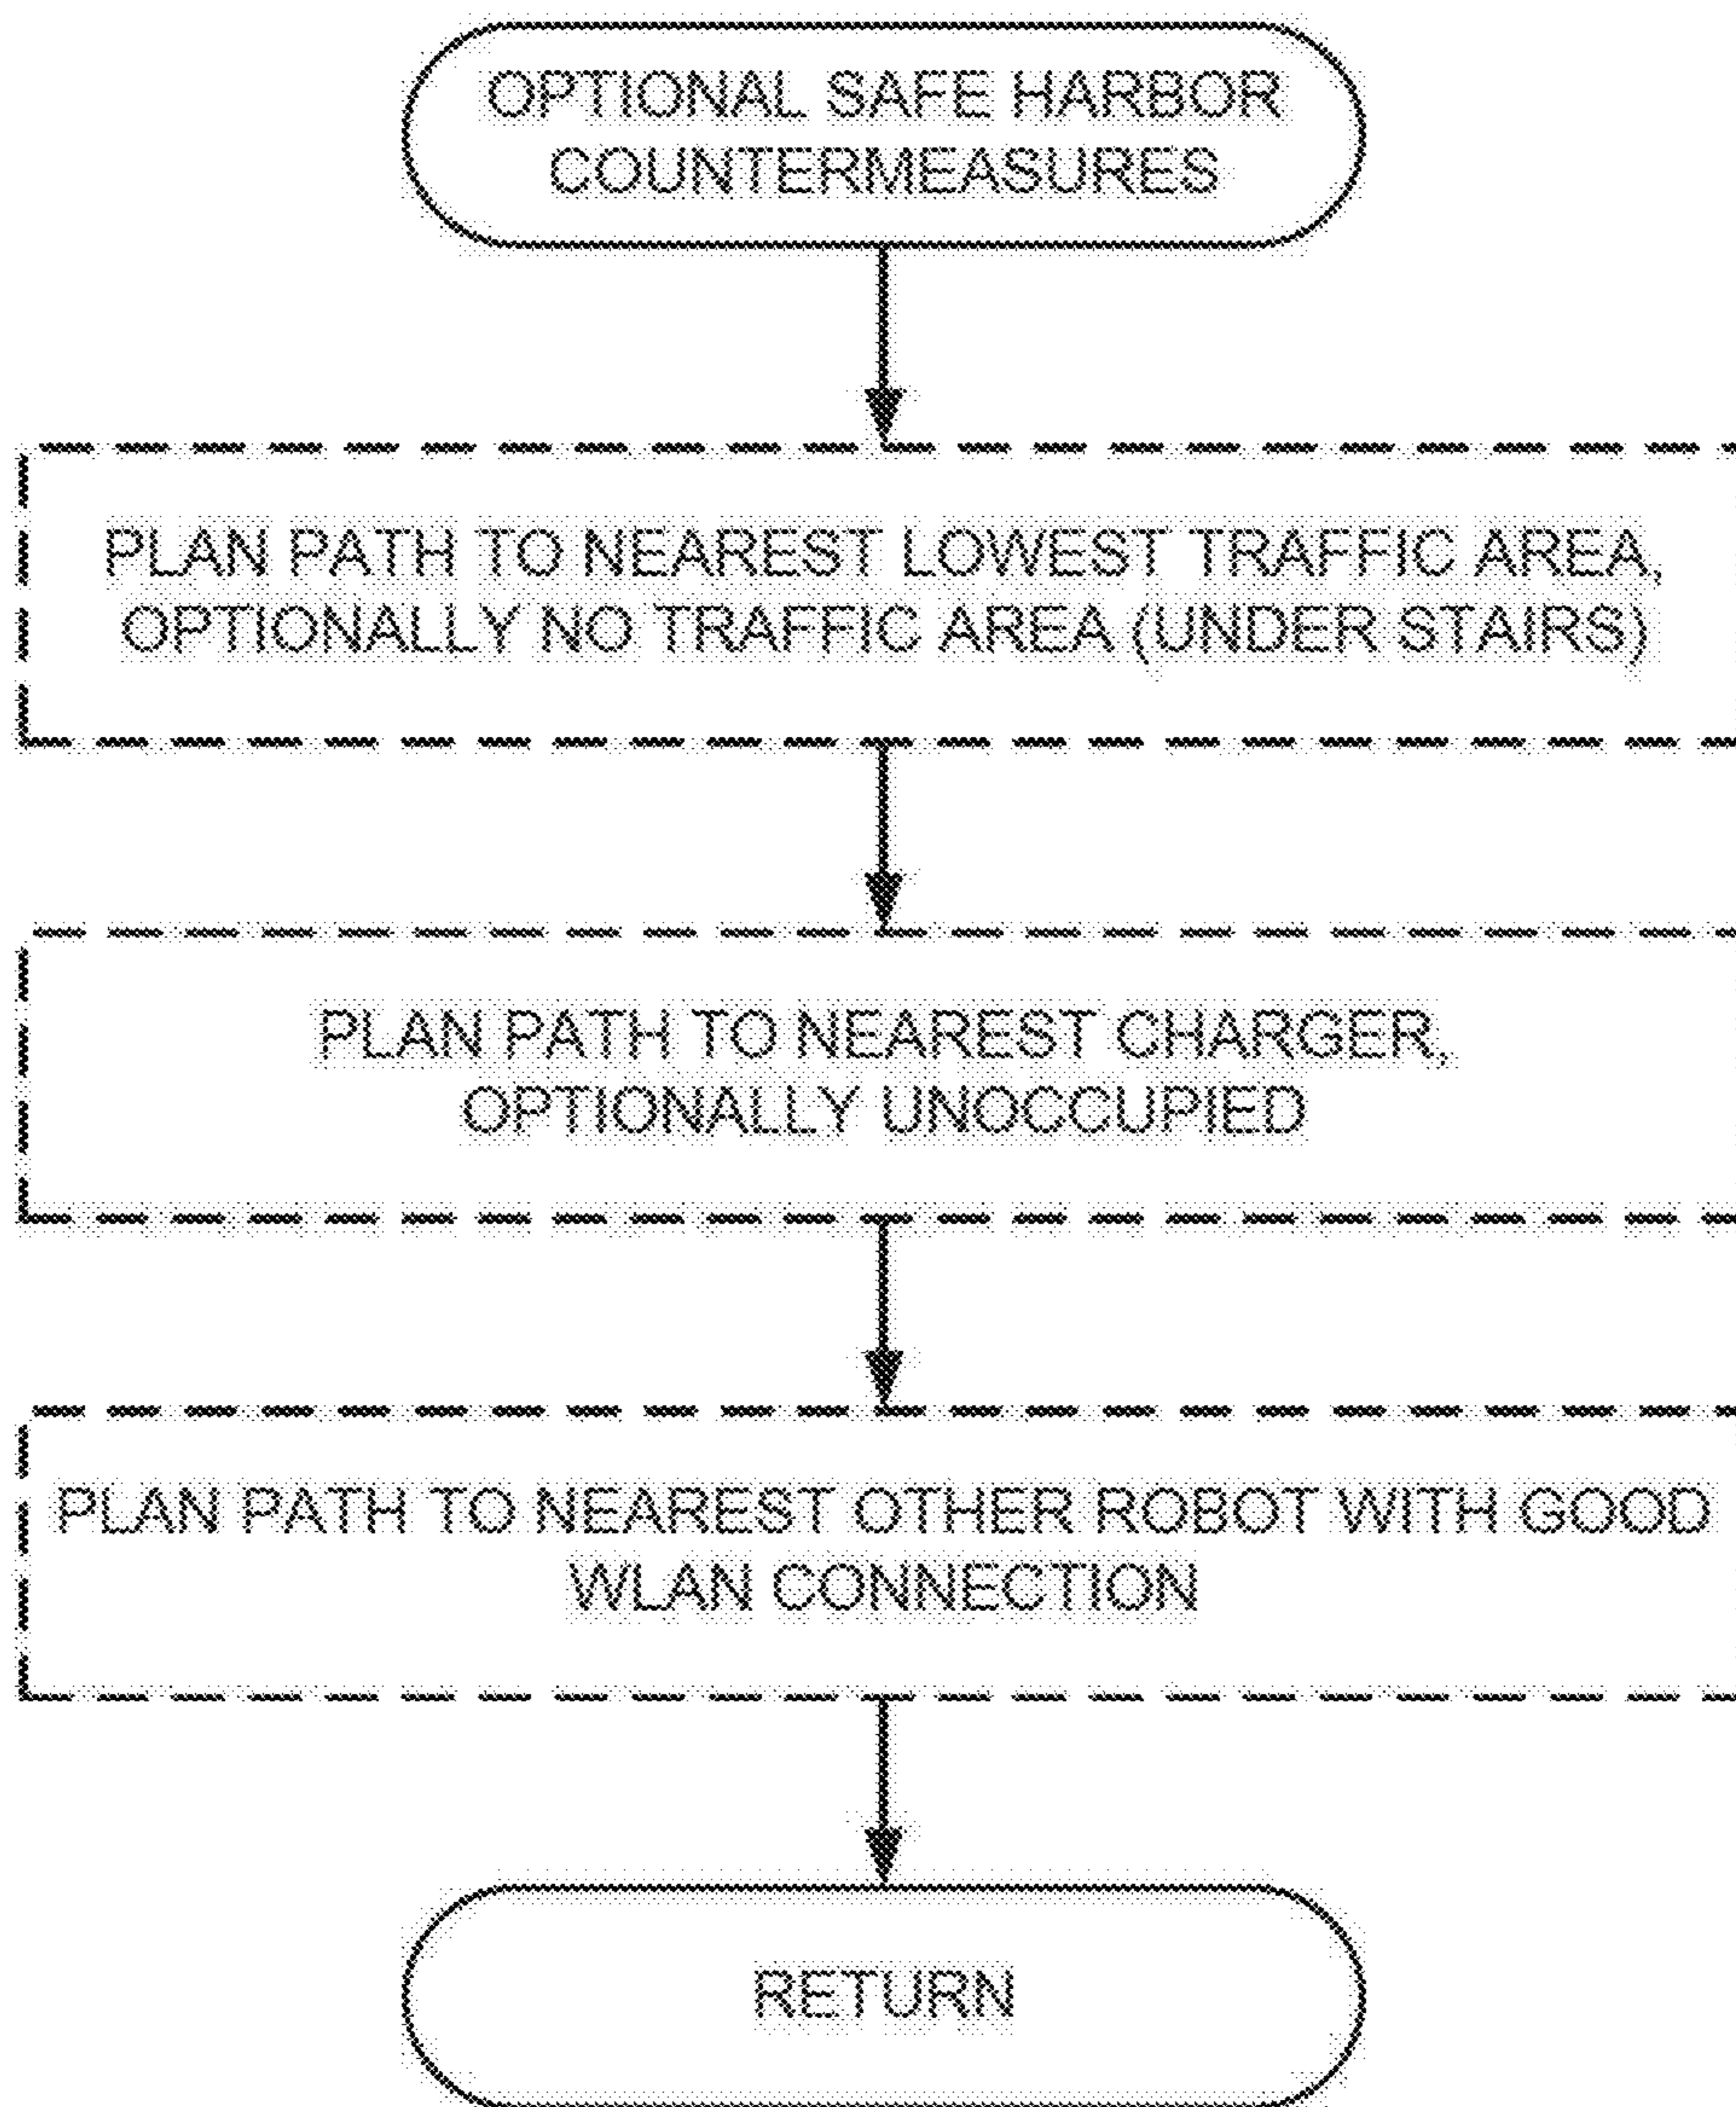 OPTIONAL SAFE HARBOR
COUNTERMEASURES
PLAN PATH TO NEAREST LOWEST TRAFFIC AREA,
OPTIONALLY NO TRAFFIC AREA (UNDER STAIRS)
PLAN PATH TO NEAREST CHARGER,
OPTIONALLY UNOCCUPIED
PLAN PATH TO NEAREST OTHER ROBOT WITH GOOD
WLAN CONNECTION
RETURN